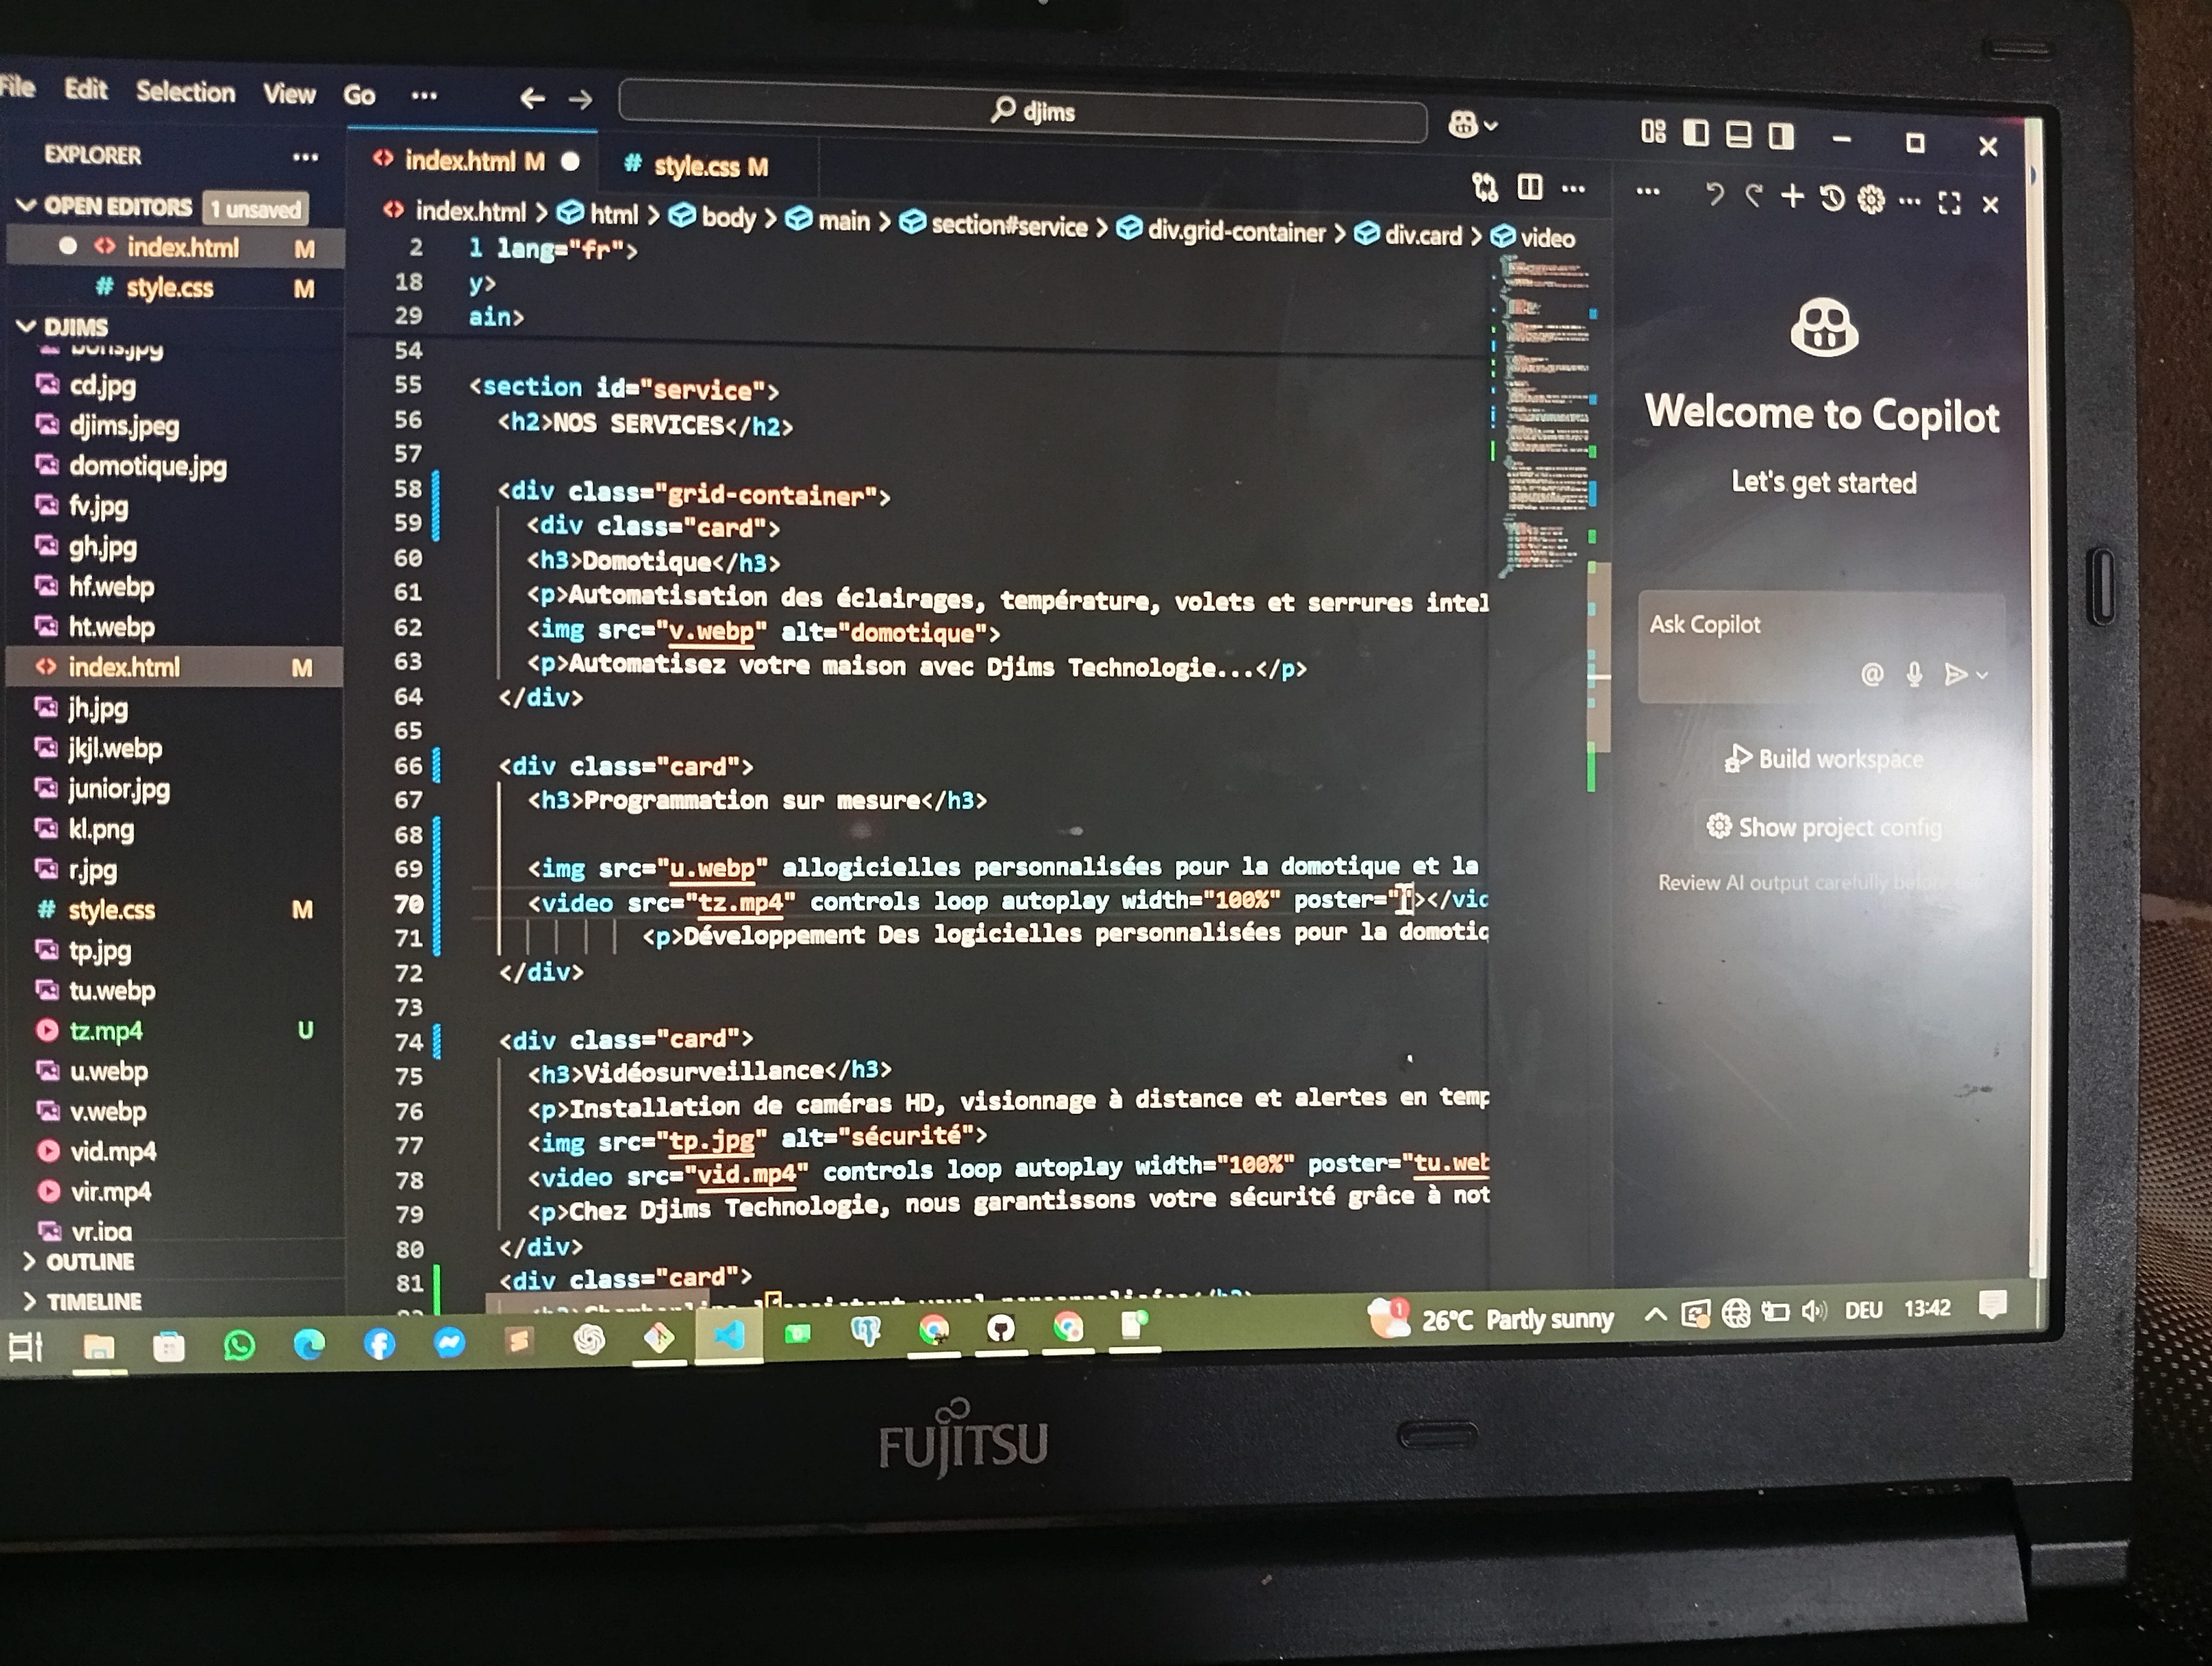 File Edit Selection View Go ... djims
EXPLORER ...
OPEN EDITORS 1 unsaved
index.html M
style.css M
DJIMS
boris.jpg
cd.jpg
djims.jpeg
domotique.jpg
fv.jpg
gh.jpg
hf.webp
ht.webp
index.html M
jh.jpg
jkjl.webp
junior.jpg
kl.png
r.jpg
style.css M
tp.jpg
tu.webp
tz.mp4 U
u.webp
v.webp
vid.mp4
vir.mp4
vr.jpg
OUTLINE
TIMELINE
index.html M # style.css M
index.html > html > body > main > section#service > div.grid-container > div.card > video
2 l lang="fr">
18 y>
29 ain>
54
55 <section id="service">
56 <h2>NOS SERVICES</h2>
57
58 <div class="grid-container">
59 <div class="card">
60 <h3>Domotique</h3>
61 <p>Automatisation des éclairages, température, volets et serrures intel
62 <img src="v.webp" alt="domotique">
63 <p>Automatisez votre maison avec Djims Technologie...</p>
64 </div>
65
66 <div class="card">
67 <h3>Programmation sur mesure</h3>
68
69 <img src="u.webp" allogicielles personnalisées pour la domotique et la
70 <video src="tz.mp4" controls loop autoplay width="100%" poster="></vid
71 <p>Développement Des logicielles personnalisées pour la domotiq
72 </div>
73
74 <div class="card">
75 <h3>Vidéosurveillance</h3>
76 <p>Installation de caméras HD, visionnage à distance et alertes en temp
77 <img src="tp.jpg" alt="sécurité">
78 <video src="vid.mp4" controls loop autoplay width="100%" poster="tu.web
79 <p>Chez Djims Technologie, nous garantissons votre sécurité grâce à not
80 </div>
81 <div class="card">
Welcome to Copilot
Let's get started
Ask Copilot
Build workspace
Show project config
Review AI output carefully before
1 26°C Partly sunny DEU 13:42
FUJITSU